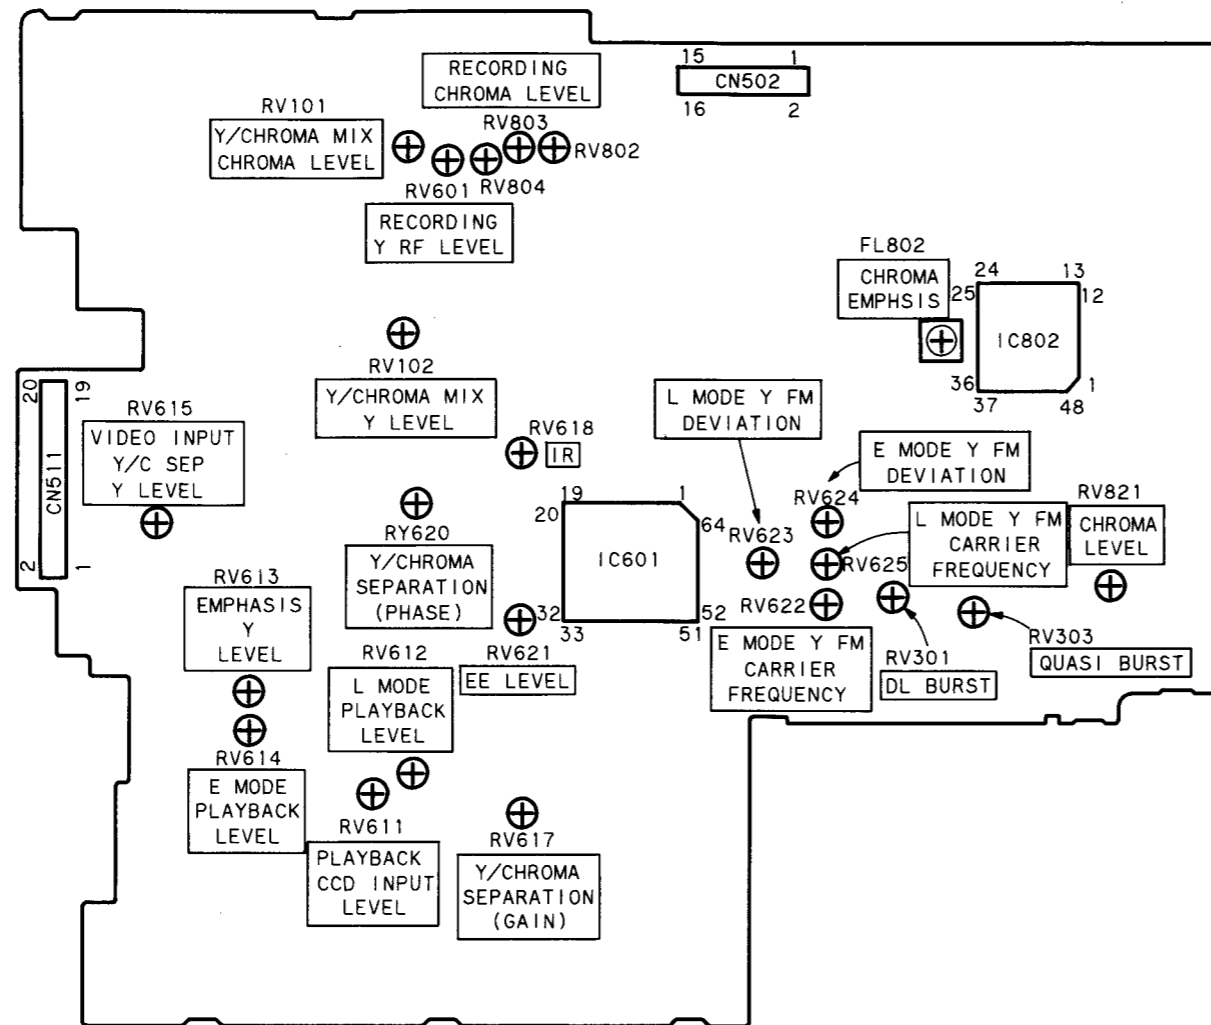 RECORDING
CHROMA LEVEL
15 1
CN502
16 2
RV101
Y/CHROMA MIX
CHROMA LEVEL
RV803
RV802
RV601
RV804
RECORDING
Y RF LEVEL
FL802
CHROMA
EMPHSIS
24 13
25 12
IC802
36 1
37 48
RV102
Y/CHROMA MIX
Y LEVEL
20 19
CN511
2 1
RV615
VIDEO INPUT
Y/C SEP
Y LEVEL
RV618
IR
L MODE Y FM
DEVIATION
E MODE Y FM
DEVIATION
RV624
RV821
CHROMA
LEVEL
L MODE Y FM
CARRIER
FREQUENCY
RY620
Y/CHROMA
SEPARATION
(PHASE)
19 1
20 64
IC601
32 52
33 51
RV623
RV625
RV622
E MODE Y FM
CARRIER
FREQUENCY
RV301
DL BURST
RV303
QUASI BURST
RV613
EMPHASIS
Y
LEVEL
RV612
L MODE
PLAYBACK
LEVEL
RV621
EE LEVEL
RV614
E MODE
PLAYBACK
LEVEL
RV611
PLAYBACK
CCD INPUT
LEVEL
RV617
Y/CHROMA
SEPARATION
(GAIN)